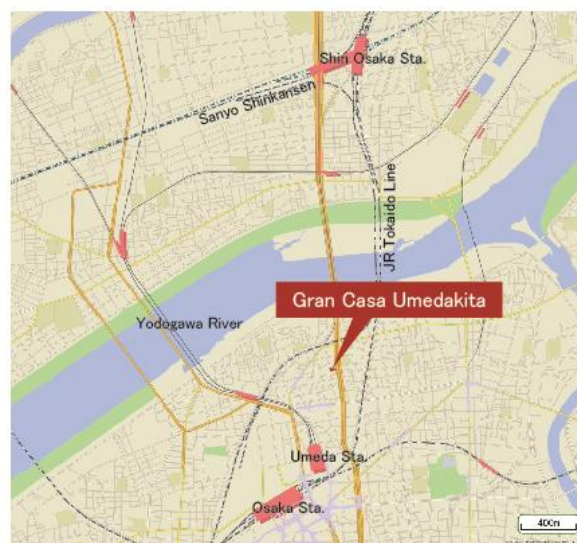 Shin Osaka Sta.
Sanyo Shinkansen
JR Tokaido Line
Gran Casa Umedakita
Yodogawa River
Umeda Sta.
Osaka Sta.
400m